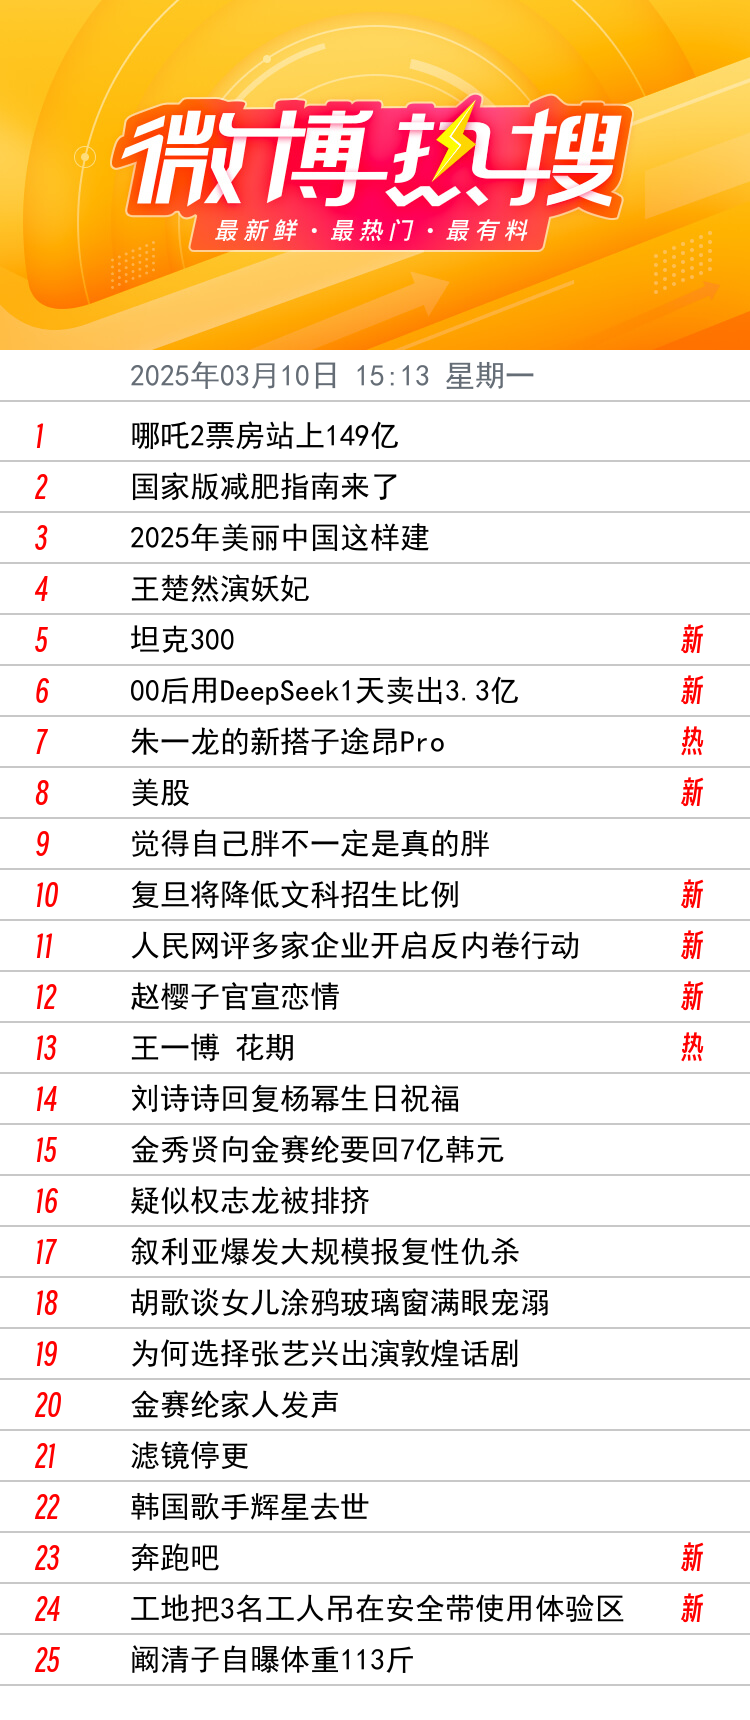 微博热搜
最新鲜·最热门·最有料
2025年03月10日 15:13 星期一
1 哪吒2票房站上149亿
2 国家版减肥指南来了
3 2025年美丽中国这样建
4 王楚然演妖妃
5 坦克300 新
6 00后用DeepSeek1天卖出3.3亿 新
7 朱一龙的新搭子途昂Pro 热
8 美股 新
9 觉得自己胖不一定是真的胖
10 复旦将降低文科招生比例 新
11 人民网评多家企业开启反内卷行动 新
12 赵樱子官宣恋情 新
13 王一博 花期 热
14 刘诗诗回复杨幂生日祝福
15 金秀贤向金赛纶要回7亿韩元
16 疑似权志龙被排挤
17 叙利亚爆发大规模报复性仇杀
18 胡歌谈女儿涂鸦玻璃窗满眼宠溺
19 为何选择张艺兴出演敦煌话剧
20 金赛纶家人发声
21 滤镜停更
22 韩国歌手辉星去世
23 奔跑吧 新
24 工地把3名工人吊在安全带使用体验区 新
25 阚清子自曝体重113斤